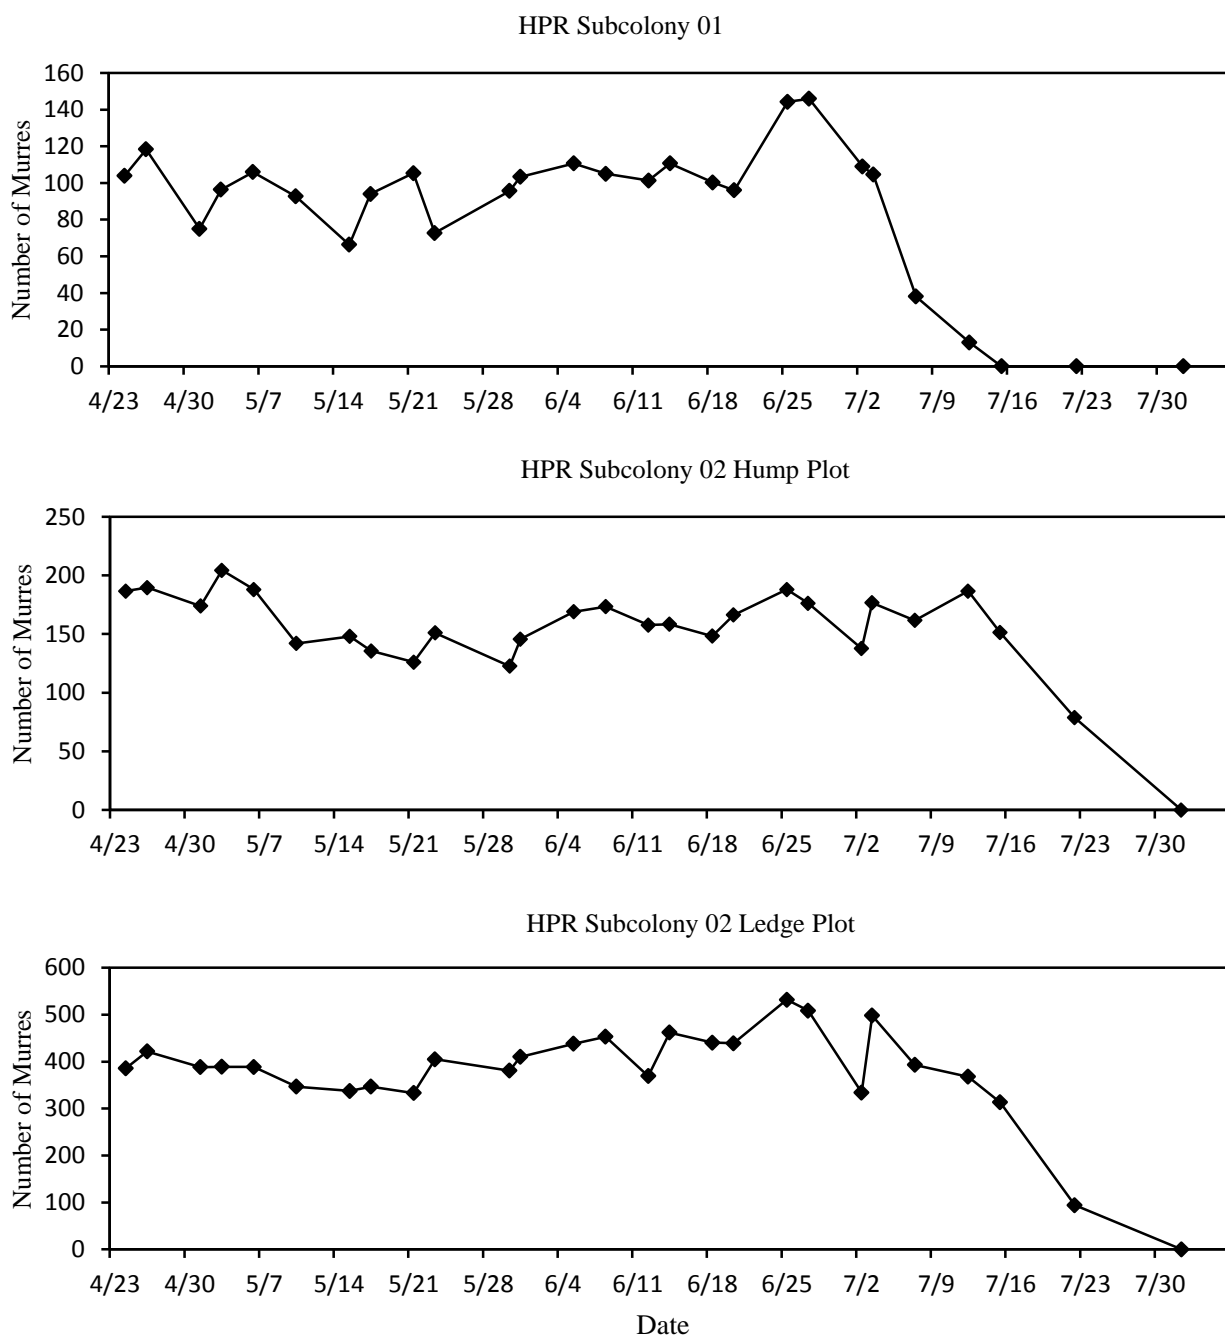 HPR Subcolony 01
160
140
120
100
80
60
40
20
0
Number of Murres
4/23 4/30 5/7 5/14 5/21 5/28 6/4 6/11 6/18 6/25 7/2 7/9 7/16 7/23 7/30
HPR Subcolony 02 Hump Plot
250
200
150
100
50
0
Number of Murres
4/23 4/30 5/7 5/14 5/21 5/28 6/4 6/11 6/18 6/25 7/2 7/9 7/16 7/23 7/30
HPR Subcolony 02 Ledge Plot
600
500
400
300
200
100
0
Number of Murres
4/23 4/30 5/7 5/14 5/21 5/28 6/4 6/11 6/18 6/25 7/2 7/9 7/16 7/23 7/30
Date